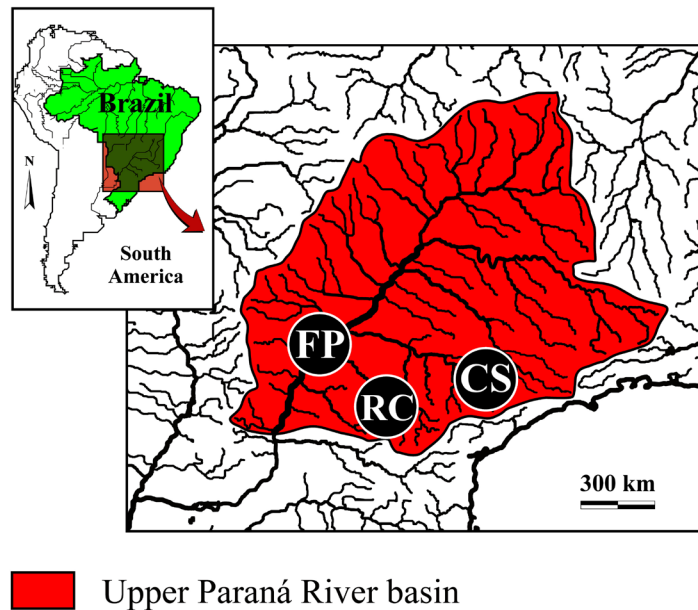 Brazil
N
South
America
FP
RC
CS
300 km
Upper Paraná River basin